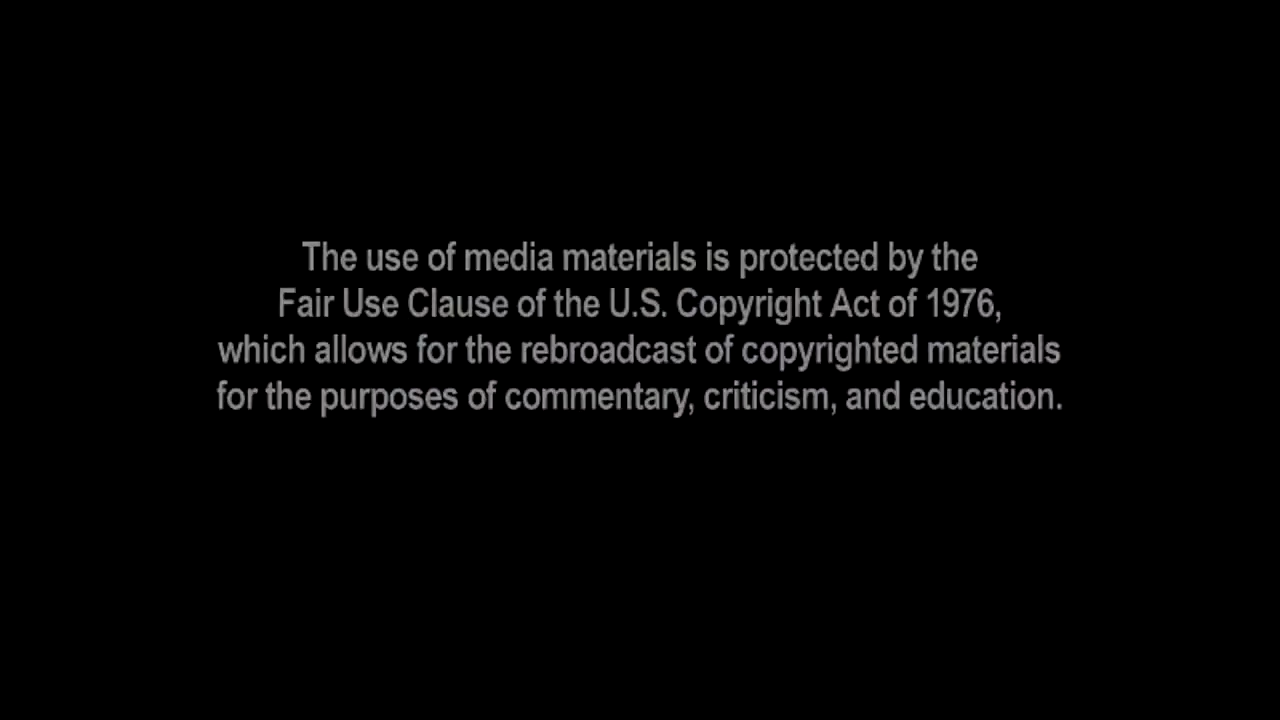 The use of media materials is protected by the
Fair Use Clause of the U.S. Copyright Act of 1976,
which allows for the rebroadcast of copyrighted materials
for the purposes of commentary, criticism, and education.